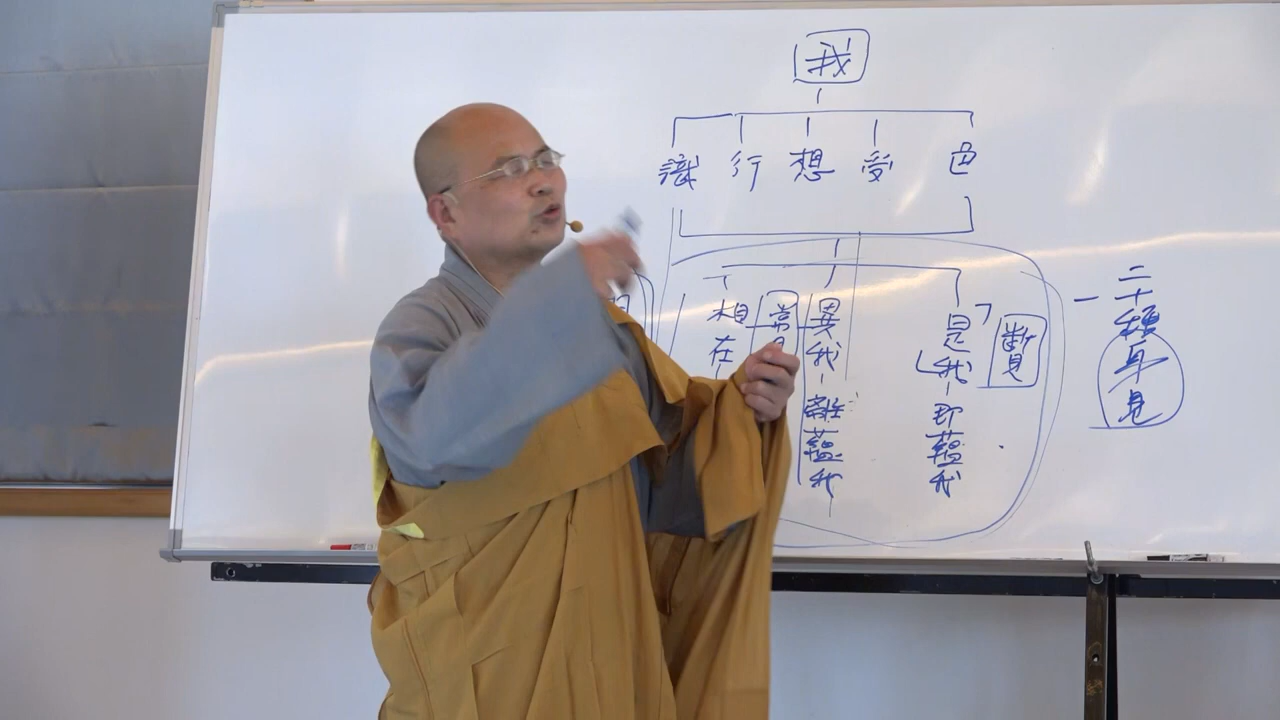 我
色 受 想 行 識
是我-即蘊我
斷見
異我-離蘊我
常
相在
二十種身見